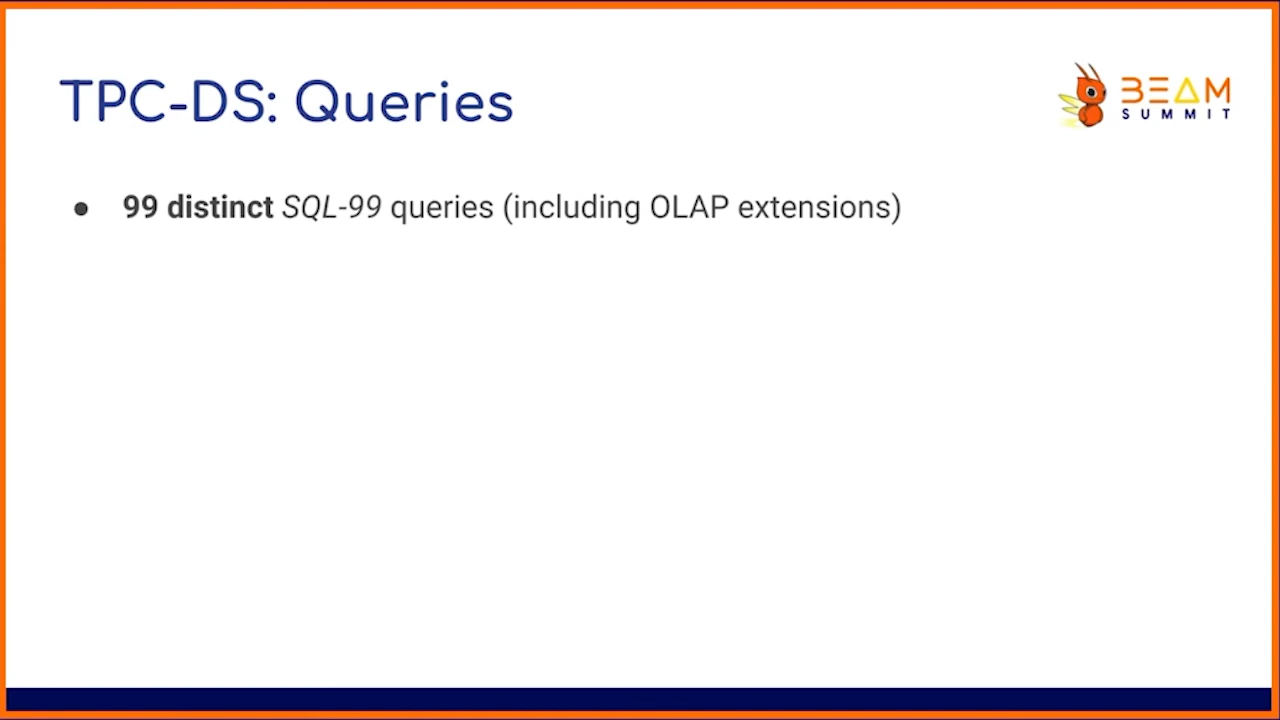 TPC-DS: Queries
BEAM
SUMMIT
● 99 distinct SQL-99 queries (including OLAP extensions)